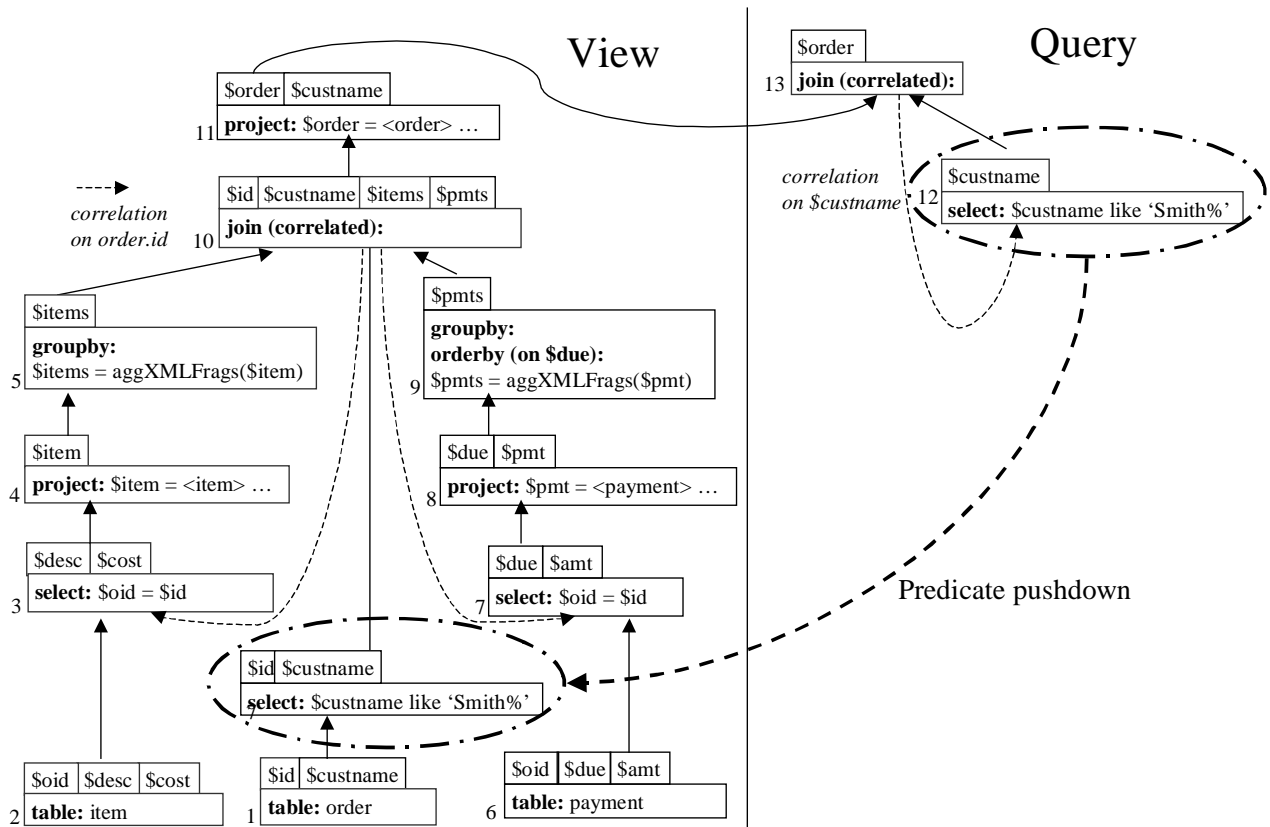 View
Query
$order $custname
11 project: $order = <order> …
$order
13 join (correlated):
correlation
on $custname
$custname
12 select: $custname like ‘Smith%’
correlation
on order.id
$id $custname $items $pmts
10 join (correlated):
$items
groupby:
5 $items = aggXMLFrags($item)
$pmts
groupby:
orderby (on $due):
9 $pmts = aggXMLFrags($pmt)
$item
4 project: $item = <item> …
$due $pmt
8 project: $pmt = <payment> …
$desc $cost
3 select: $oid = $id
$due $amt
7 select: $oid = $id
Predicate pushdown
$id $custname
7 select: $custname like ‘Smith%’
$oid $desc $cost
2 table: item
$id $custname
1 table: order
$oid $due $amt
6 table: payment